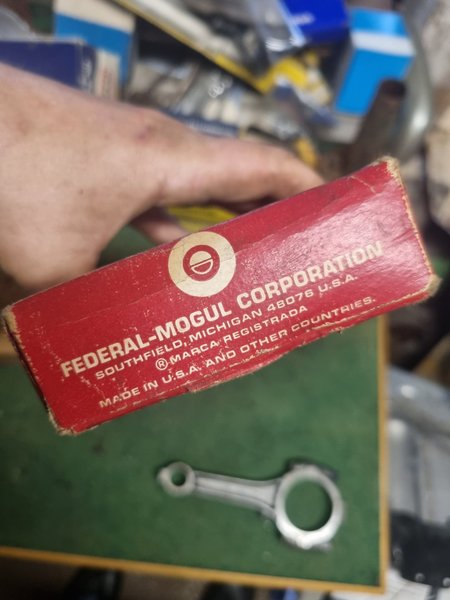 FEDERAL-MOGUL CORPORATION
SOUTHFIELD, MICHIGAN 48076 U.S.A.
® MARCA REGISTRADA
MADE IN U.S.A. AND OTHER COUNTRIES.